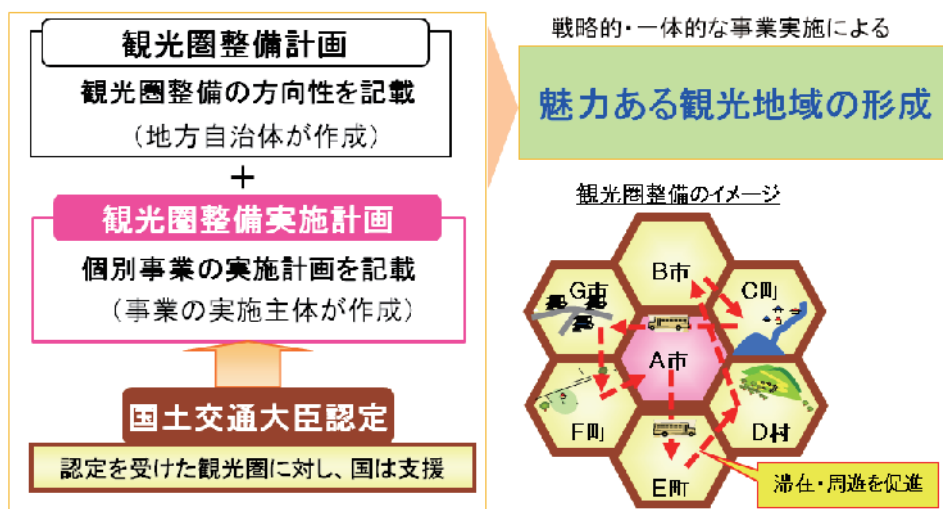 観光圏整備計画
観光圏整備の方向性を記載
(地方自治体が作成)
+
観光圏整備実施計画
個別事業の実施計画を記載
(事業の実施主体が作成)
国土交通大臣認定
認定を受けた観光圏に対し、国は支援
戦略的・一体的な事業実施による
魅力ある観光地域の形成
観光圏整備のイメージ
B市
G市
C町
A市
F町
D村
E町
滞在・周遊を促進